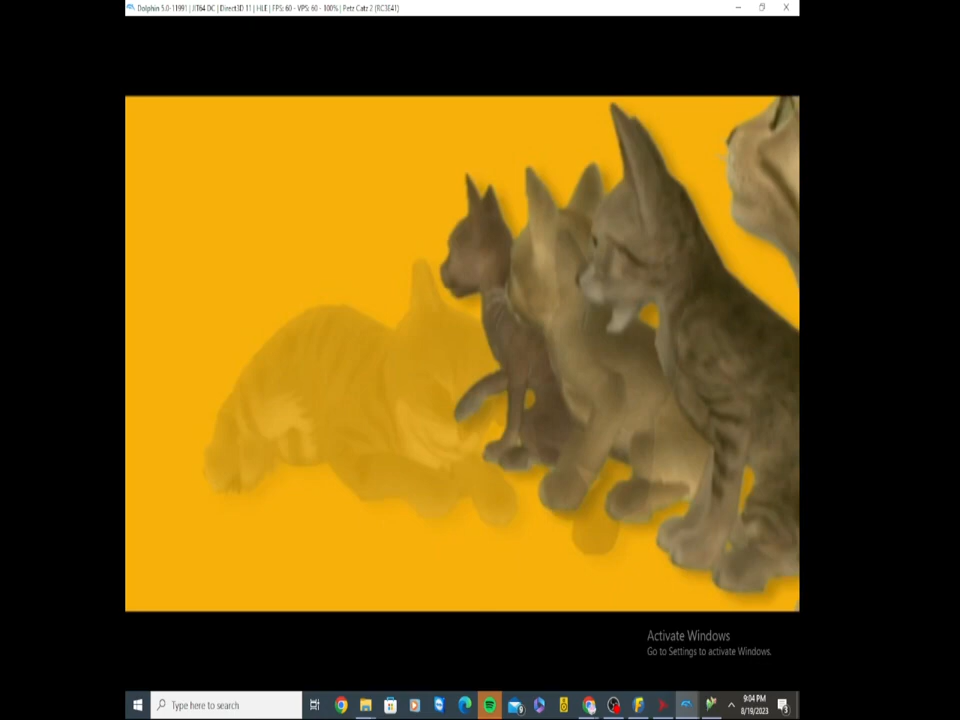 Dolphin 5.0-11991 | JIT64 DC | Direct3D 11 | HLE | FPS: 60 - VPS: 60 - 100% | Petz Catz 2 (RC3E41)
Activate Windows
Go to Settings to activate Windows.
Type here to search
9:04 PM
8/19/2023